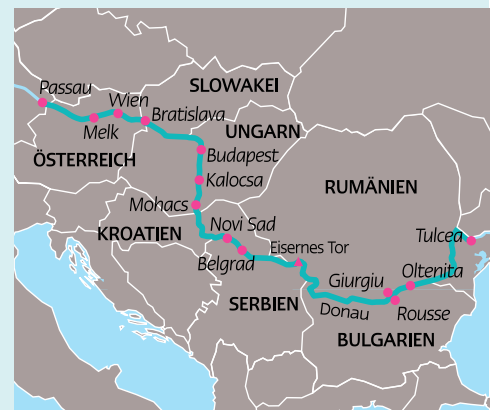 Passau
SLOWAKEI
Wien
Bratislava
Melk
UNGARN
ÖSTERREICH
Budapest
Kalocsa
RUMÄNIEN
Mohacs
Novi Sad
KROATIEN
Tulcea
Eisernes Tor
Belgrad
Giurgiu
Oltenita
SERBIEN
Donau
Rousse
BULGARIEN